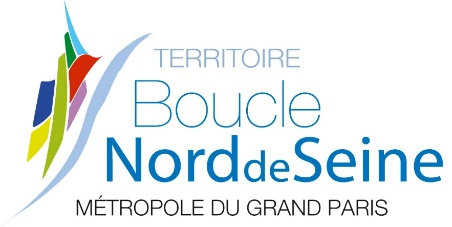 TERRITOIRE
Boucle
NorddeSeine
MÉTROPOLE DU GRAND PARIS